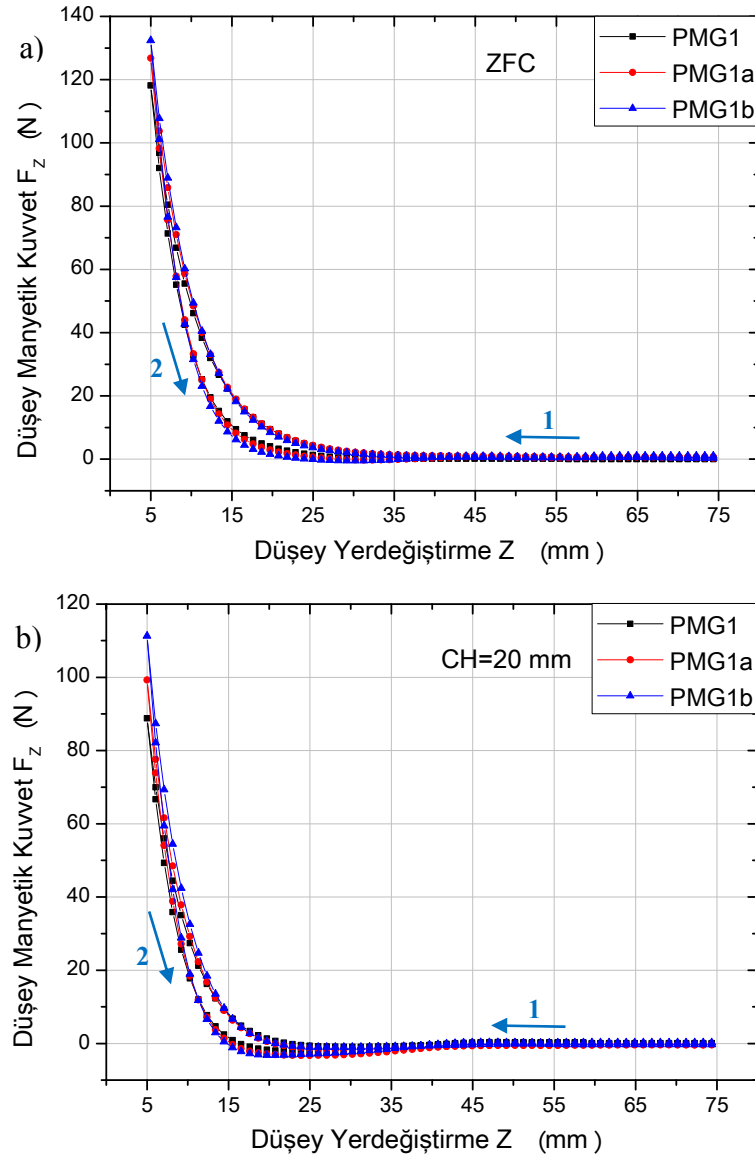 a)
ZFC
PMG1
PMG1a
PMG1b
Düşey Manyetik Kuvvet F_Z (N)
140
120
100
80
60
40
20
0
2
1
5 15 25 35 45 55 65 75
Düşey Yerdeğiştirme Z (mm )
b)
CH=20 mm
PMG1
PMG1a
PMG1b
Düşey Manyetik Kuvvet F_Z (N)
120
100
80
60
40
20
0
2
1
5 15 25 35 45 55 65 75
Düşey Yerdeğiştirme Z (mm )